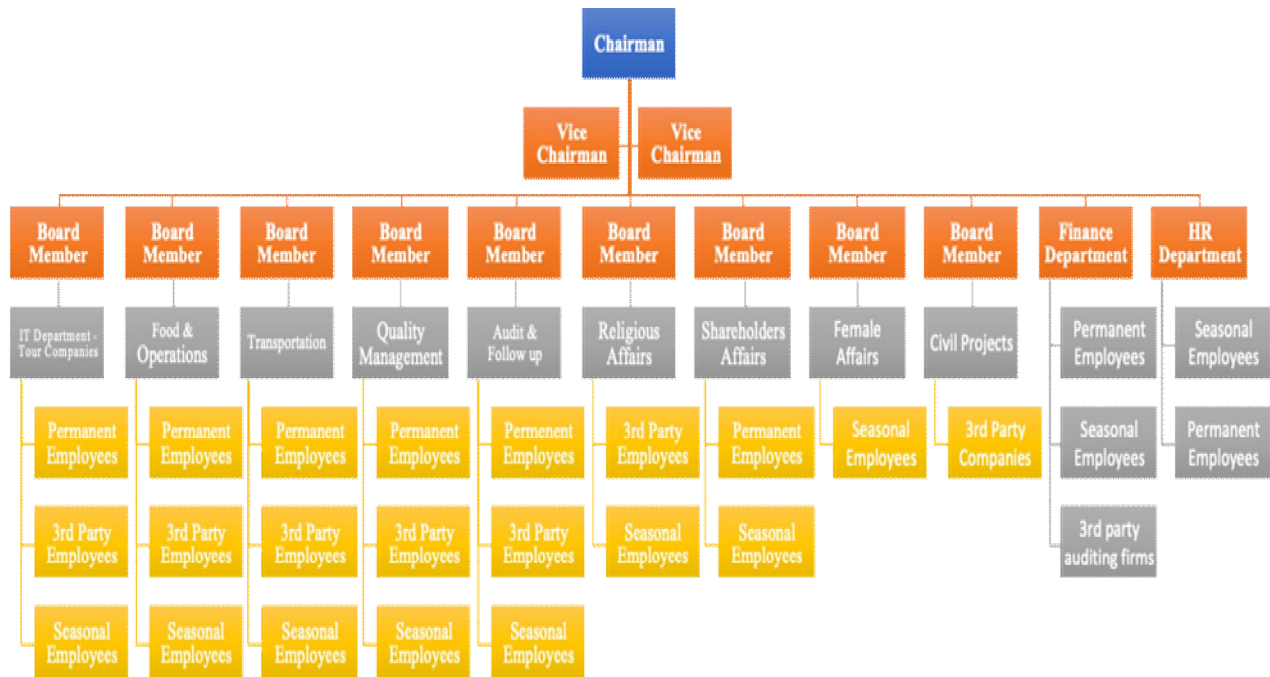 Chairman
Vice
Chairman
Vice
Chairman
Board
Member
Board
Member
Board
Member
Board
Member
Board
Member
Board
Member
Board
Member
Board
Member
Board
Member
Finance
Department
HR
Department
IT Department -
Tour Companies
Food &
Operations
Transportation
Quality
Management
Audit &
Follow up
Religious
Affairs
Shareholders
Affairs
Female
Affairs
Civil Projects
Permanent
Employees
Seasonal
Employees
Permanent
Employees
Permanent
Employees
Permanent
Employees
Permanent
Employees
Permenent
Employees
3rd Party
Employees
Permanent
Employees
Seasonal
Employees
3rd Party
Companies
Seasonal
Employees
Permanent
Employees
3rd Party
Employees
3rd Party
Employees
3rd Party
Employees
3rd Party
Employees
3rd Party
Employees
Seasonal
Employees
Seasonal
Employees
3rd party
auditing firms
Seasonal
Employees
Seasonal
Employees
Seasonal
Employees
Seasonal
Employees
Seasonal
Employees